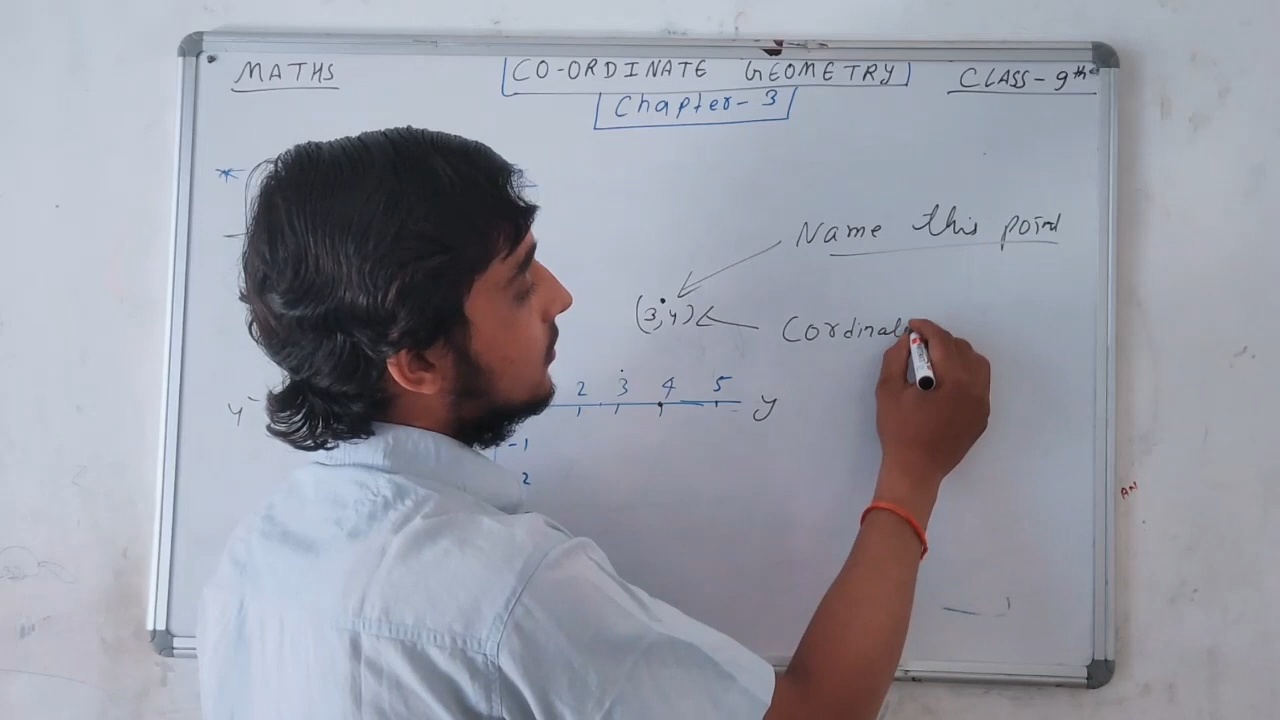 MATHS
CO-ORDINATE GEOMETRY
CLASS-9th
Chapter-3
Name this point
(3,4)
Cordinat
2 3 4 5
y
y-
-1
2
AN